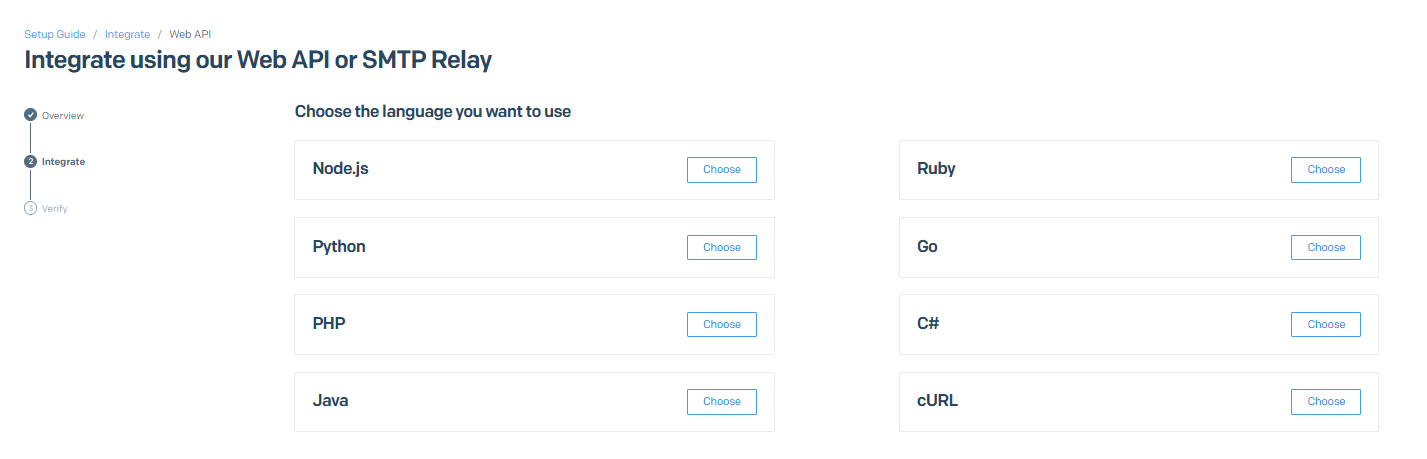 Setup Guide / Integrate / Web API
Integrate using our Web API or SMTP Relay
Overview
2 Integrate
3 Verify
Choose the language you want to use
Node.js Choose
Ruby Choose
Python Choose
Go Choose
PHP Choose
C# Choose
Java Choose
cURL Choose